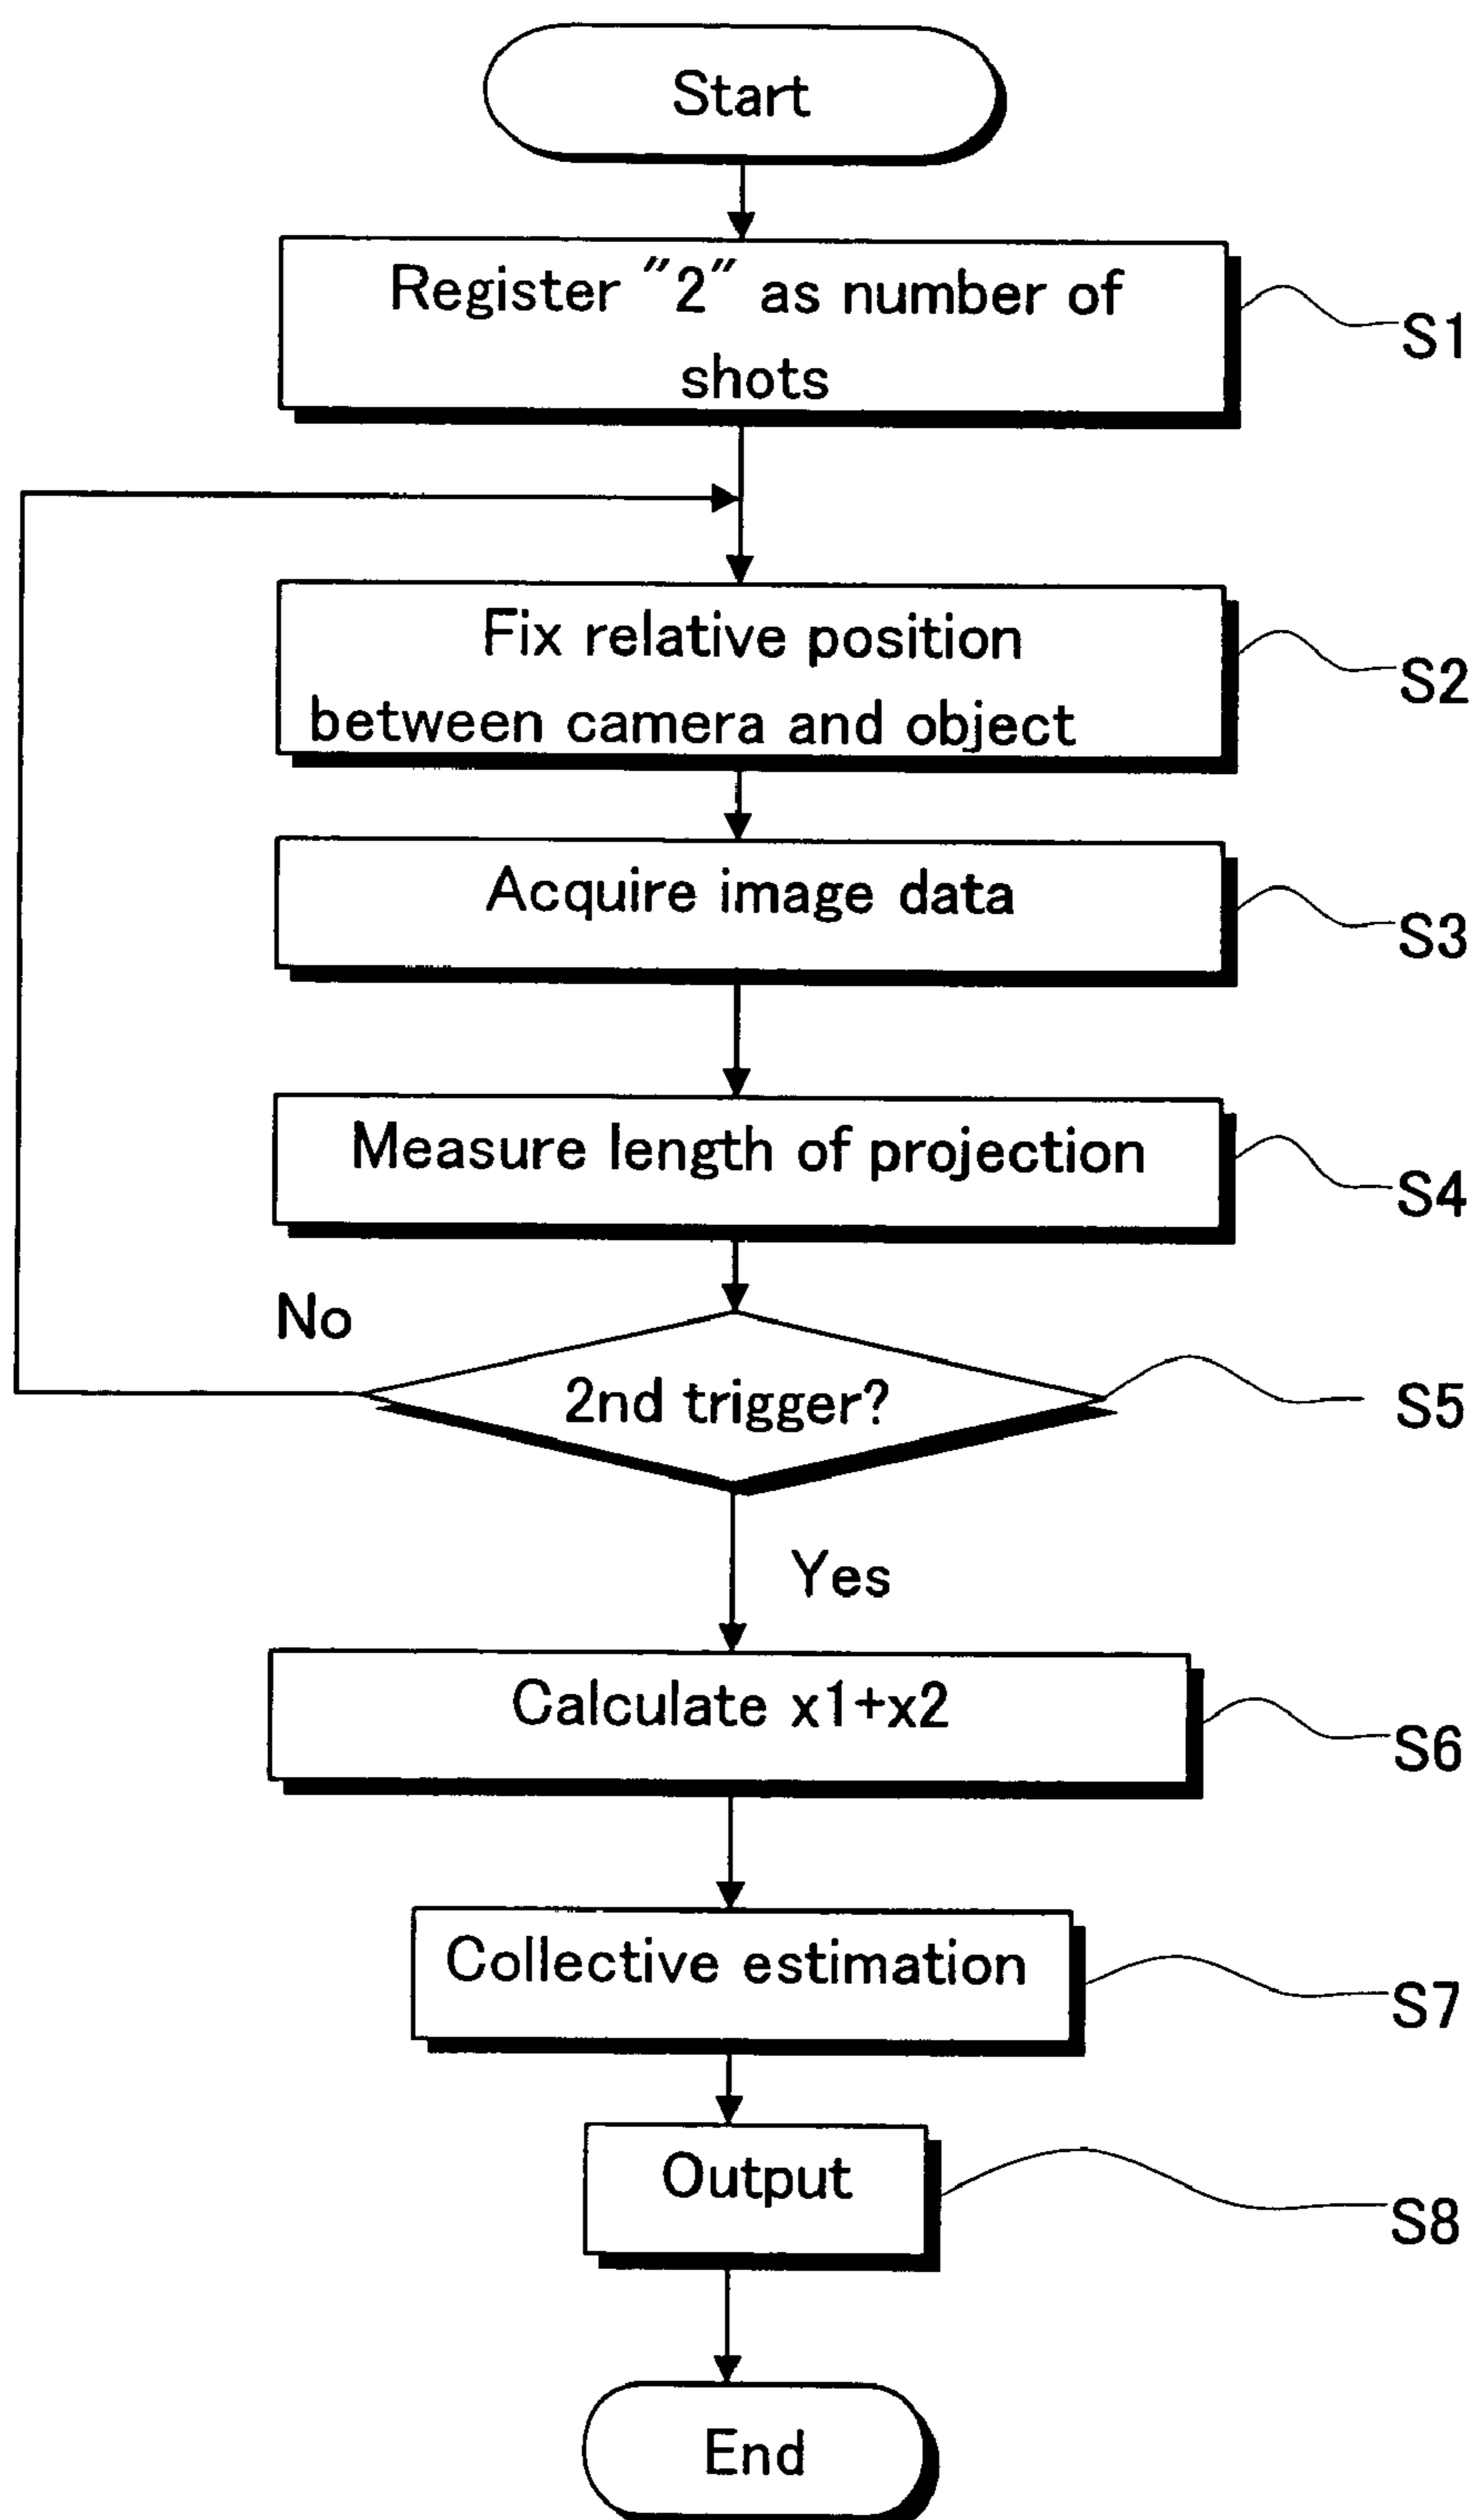 Start
Register "2" as number of
shots
S1
Fix relative position
between camera and object
S2
Acquire image data
S3
Measure length of projection
S4
No
2nd trigger?
S5
Yes
Calculate x1+x2
S6
Collective estimation
S7
Output
S8
End